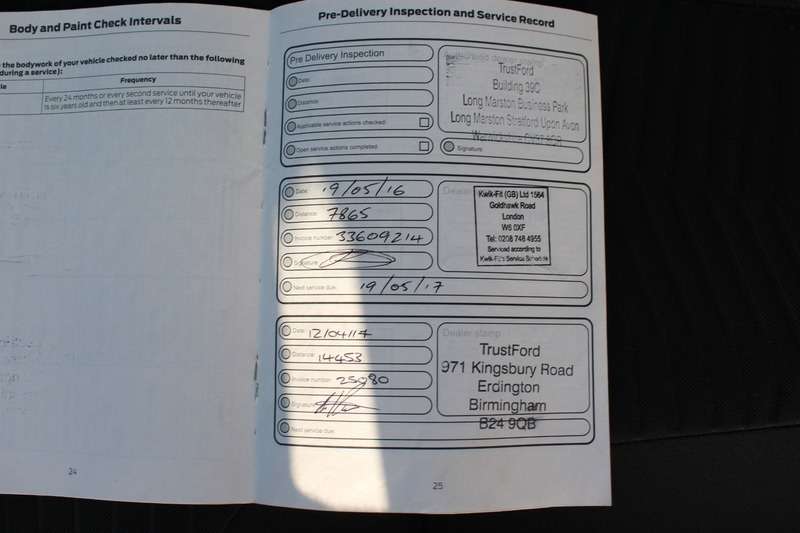 Body and Paint Check Intervals
the bodywork of your vehicle checked no later than the following
during a service):
Frequency
Every 24 months or every second service until your vehicle
is six years old and then at least every 12 months thereafter
24
Pre-Delivery Inspection and Service Record
Pre Delivery Inspection
Date:
Distance:
Applicable service actions checked:
Open service actions completed:
TrustFord
Building 39C
Long Marston Business Park
Long Marston Stratford Upon Avon
Warwickshire
Signature:
Date: 19/05/16
Distance: 7865
Invoice number: 33609214
Signature:
Next service due: 19/05/17
Dealer
Kwik-Fit (GB) Ltd 1564
Goldhawk Road
London
W6 0XF
Tel: 0208 746 4955
Serviced according to
Kwik-Fit's Service Schedule
Date: 12/04/17
Distance: 14453
Invoice number: 25980
Signature:
Next service due:
Dealer stamp
TrustFord
971 Kingsbury Road
Erdington
Birmingham
B24 9QB
25